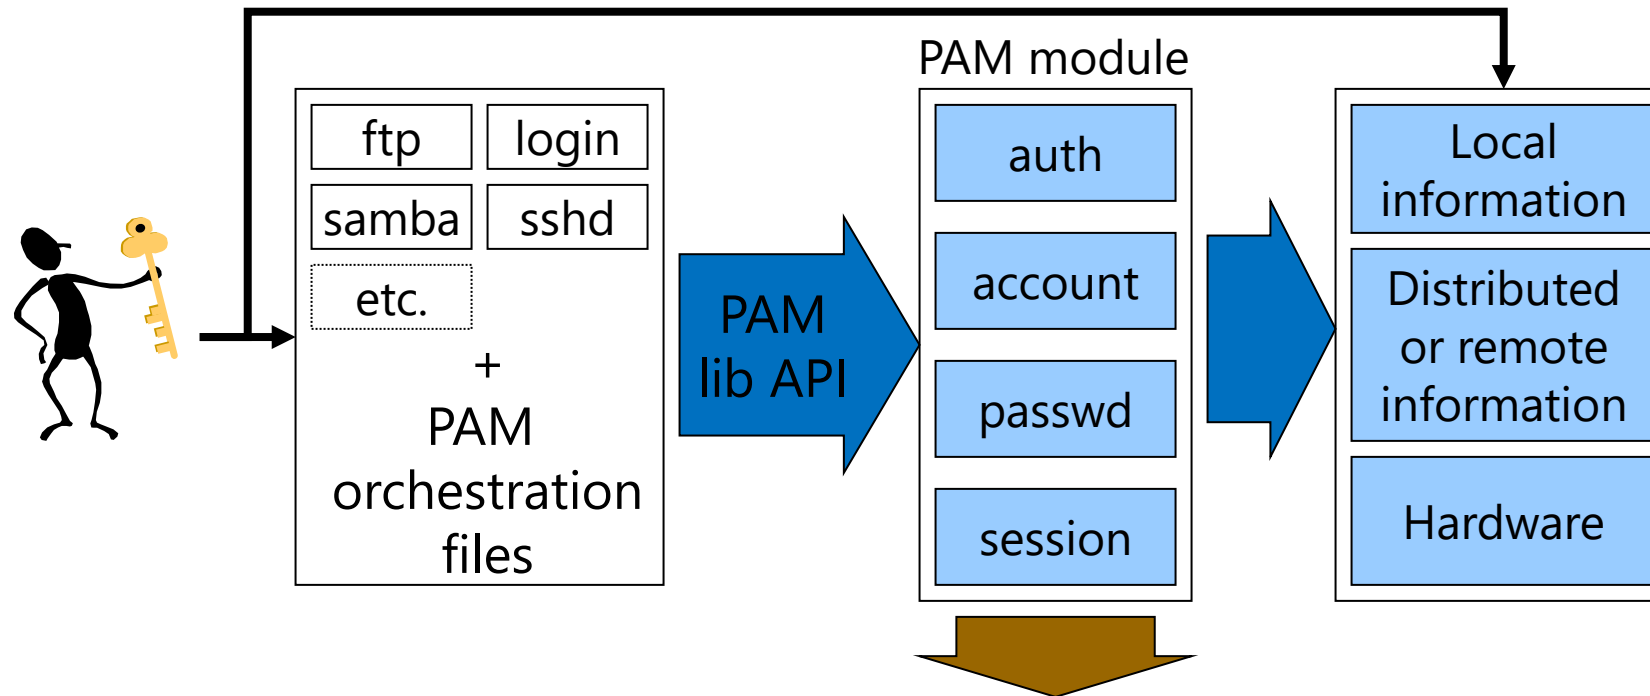 PAM module
ftp
login
samba
sshd
etc.
+
PAM
orchestration
files
PAM
lib API
auth
account
passwd
session
Local
information
Distributed
or remote
information
Hardware